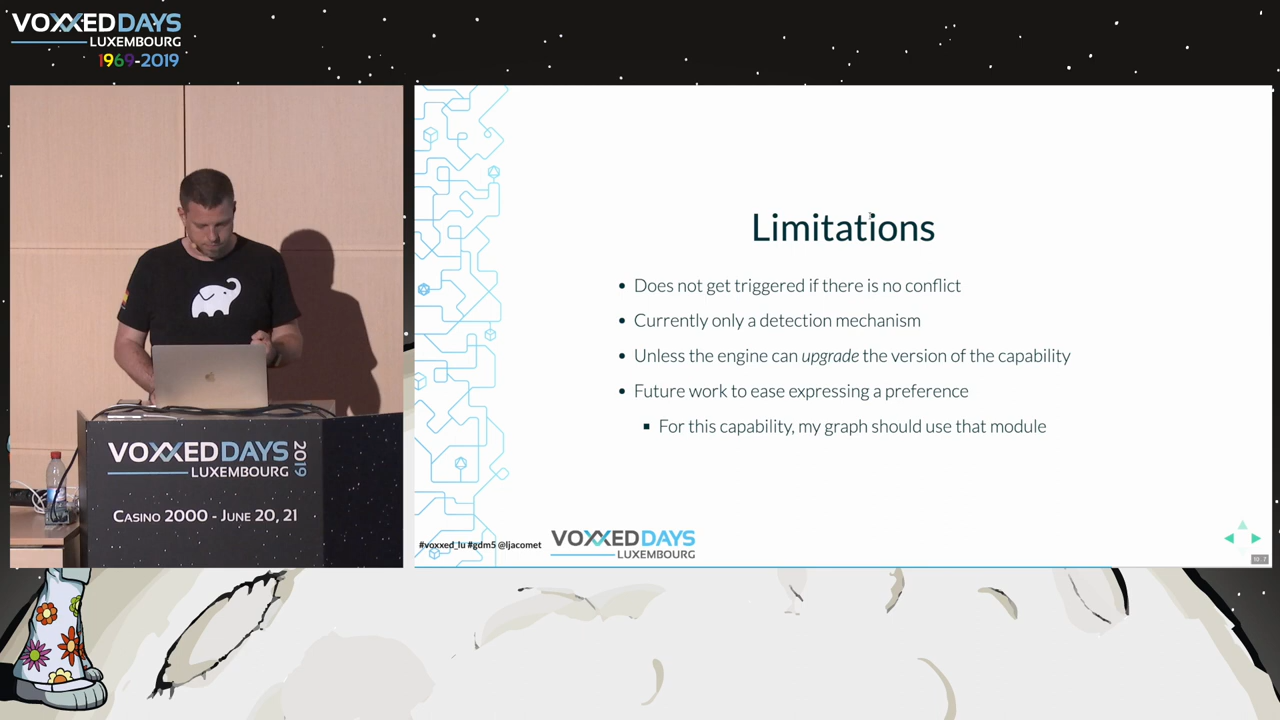 VOXXED DAYS
LUXEMBOURG
1969-2019
Limitations
• Does not get triggered if there is no conflict
• Currently only a detection mechanism
• Unless the engine can upgrade the version of the capability
• Future work to ease expressing a preference
▪ For this capability, my graph should use that module
VOXXED DAYS 2019
LUXEMBOURG
CASINO 2000 - JUNE 20, 21
#voxxed_lu #gdm5 @ljacomet
VOXXED DAYS
LUXEMBOURG